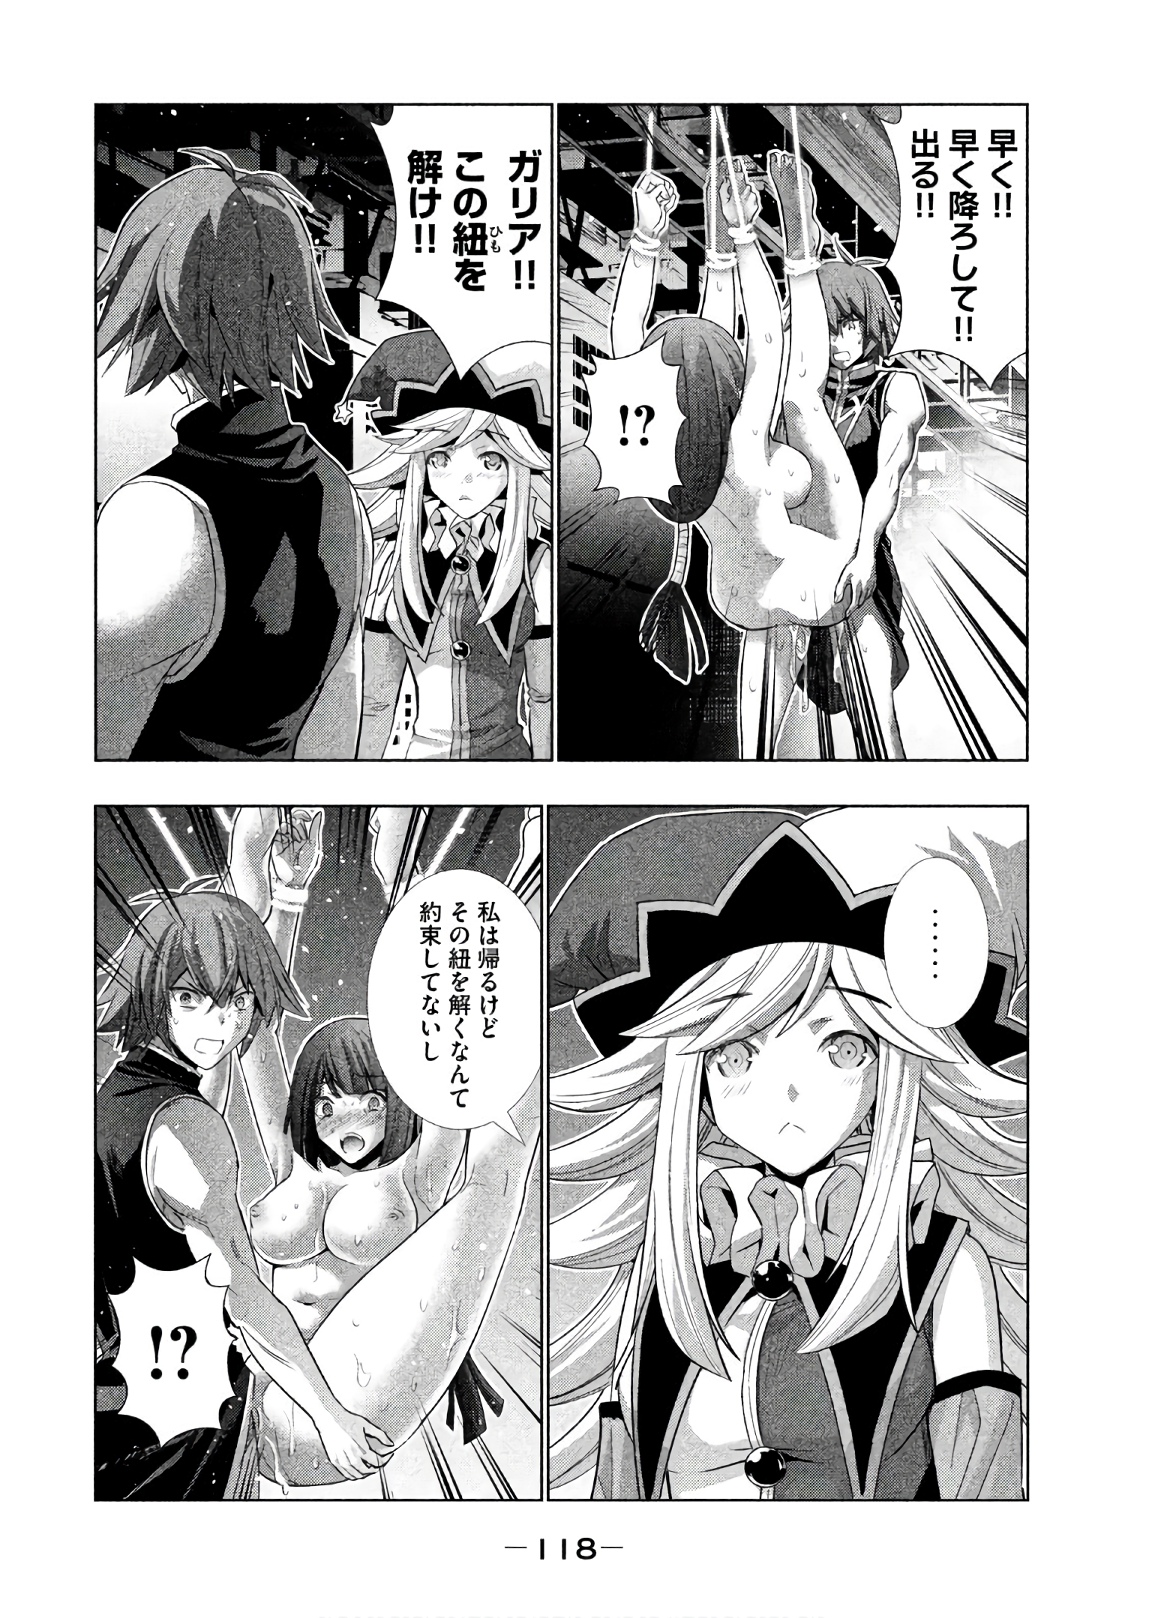 早く!!
早く降ろして!!
出る!!
!?
ガリア!!
この紐を
ひも
解け!!
……
私は帰るけど
その紐を解くなんて
約束してないし
!?
—118—